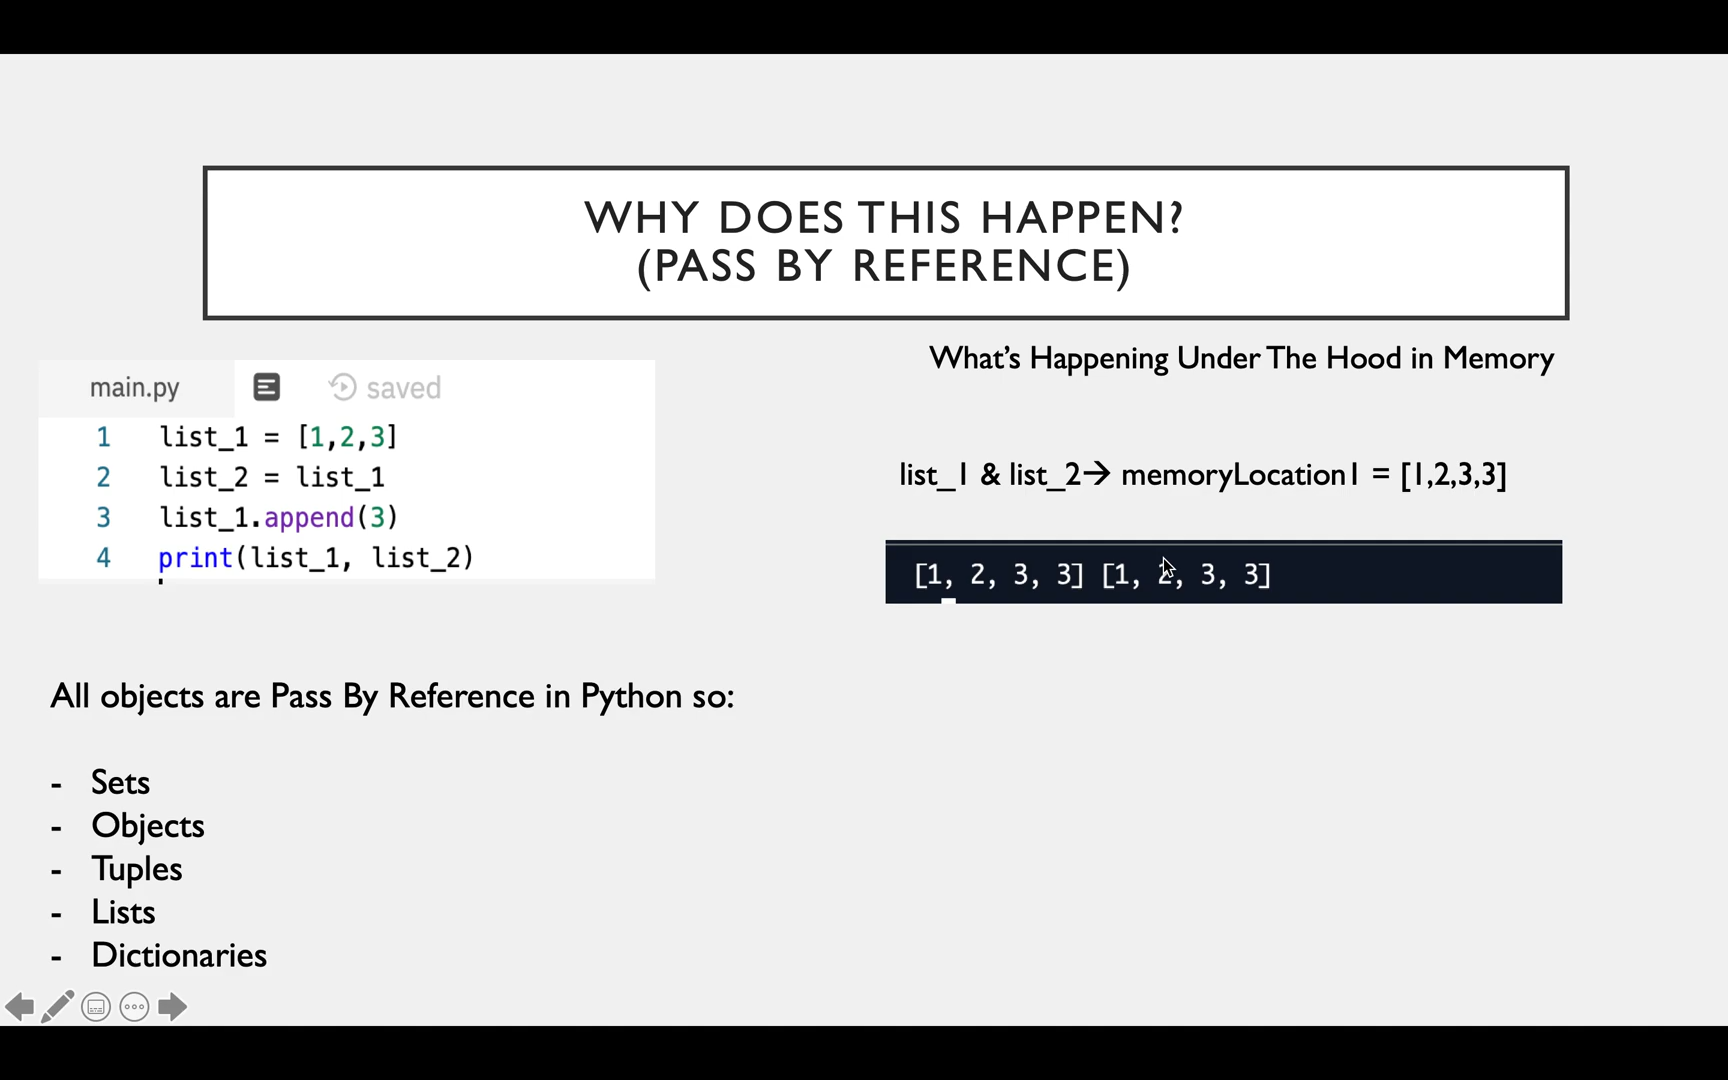 WHY DOES THIS HAPPEN?
(PASS BY REFERENCE)
main.py saved
1 list_1 = [1,2,3]
2 list_2 = list_1
3 list_1.append(3)
4 print(list_1, list_2)
What's Happening Under The Hood in Memory
list_1 & list_2→ memoryLocation1 = [1,2,3,3]
[1, 2, 3, 3] [1, 2, 3, 3]
All objects are Pass By Reference in Python so:
- Sets
- Objects
- Tuples
- Lists
- Dictionaries